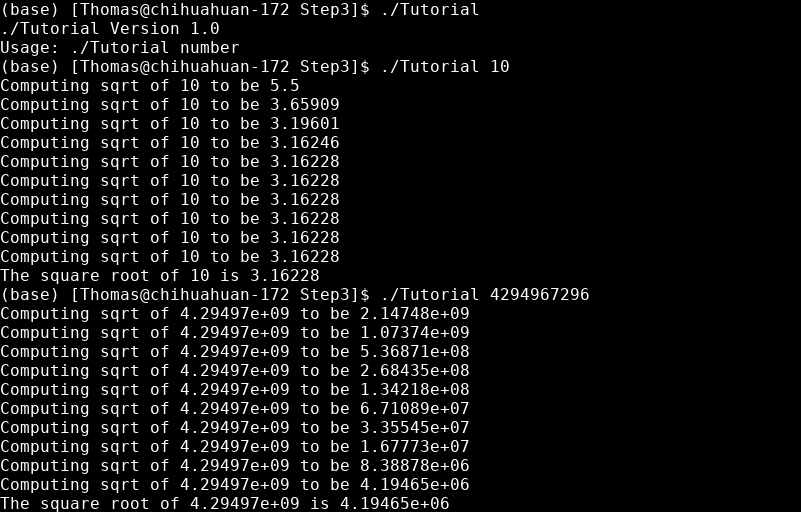 (base) [Thomas@chihuahuan-172 Step3]$ ./Tutorial
./Tutorial Version 1.0
Usage: ./Tutorial number
(base) [Thomas@chihuahuan-172 Step3]$ ./Tutorial 10
Computing sqrt of 10 to be 5.5
Computing sqrt of 10 to be 3.65909
Computing sqrt of 10 to be 3.19601
Computing sqrt of 10 to be 3.16246
Computing sqrt of 10 to be 3.16228
Computing sqrt of 10 to be 3.16228
Computing sqrt of 10 to be 3.16228
Computing sqrt of 10 to be 3.16228
Computing sqrt of 10 to be 3.16228
Computing sqrt of 10 to be 3.16228
The square root of 10 is 3.16228
(base) [Thomas@chihuahuan-172 Step3]$ ./Tutorial 4294967296
Computing sqrt of 4.29497e+09 to be 2.14748e+09
Computing sqrt of 4.29497e+09 to be 1.07374e+09
Computing sqrt of 4.29497e+09 to be 5.36871e+08
Computing sqrt of 4.29497e+09 to be 2.68435e+08
Computing sqrt of 4.29497e+09 to be 1.34218e+08
Computing sqrt of 4.29497e+09 to be 6.71089e+07
Computing sqrt of 4.29497e+09 to be 3.35545e+07
Computing sqrt of 4.29497e+09 to be 1.67773e+07
Computing sqrt of 4.29497e+09 to be 8.38878e+06
Computing sqrt of 4.29497e+09 to be 4.19465e+06
The square root of 4.29497e+09 is 4.19465e+06